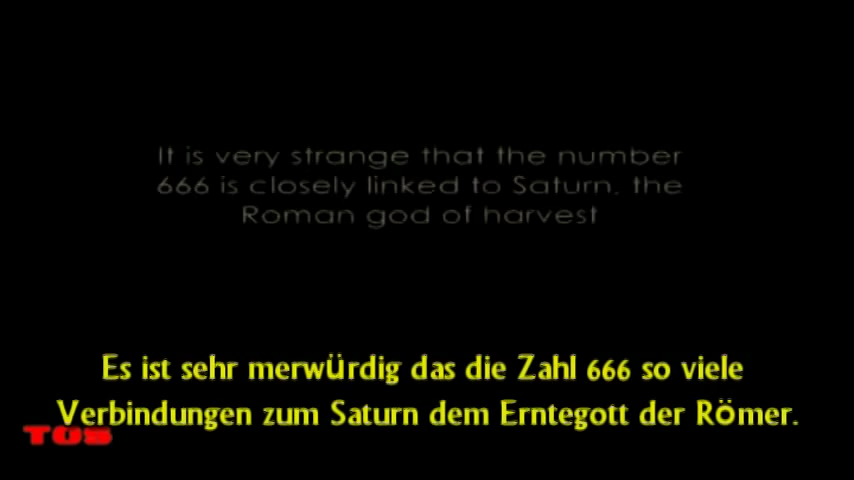 It is very strange that the number
666 is closely linked to Saturn, the
Roman god of harvest
Es ist sehr merwürdig das die Zahl 666 so viele
Verbindungen zum Saturn dem Erntegott der Römer.
TOS